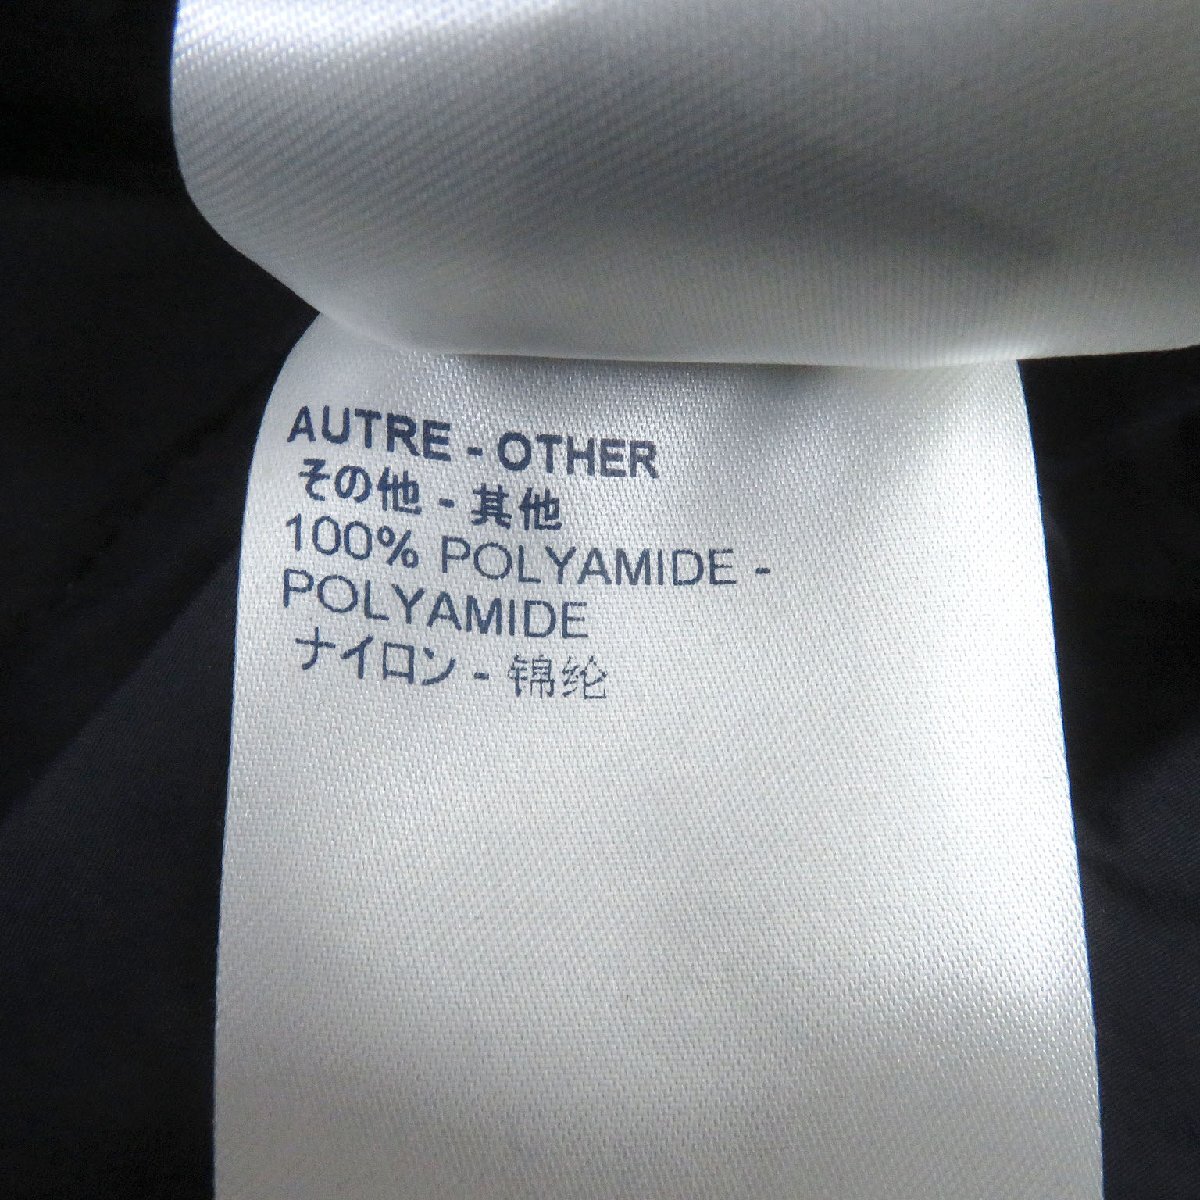 AUTRE - OTHER
その他 - 其他
100% POLYAMIDE -
POLYAMIDE
ナイロン - 锦纶